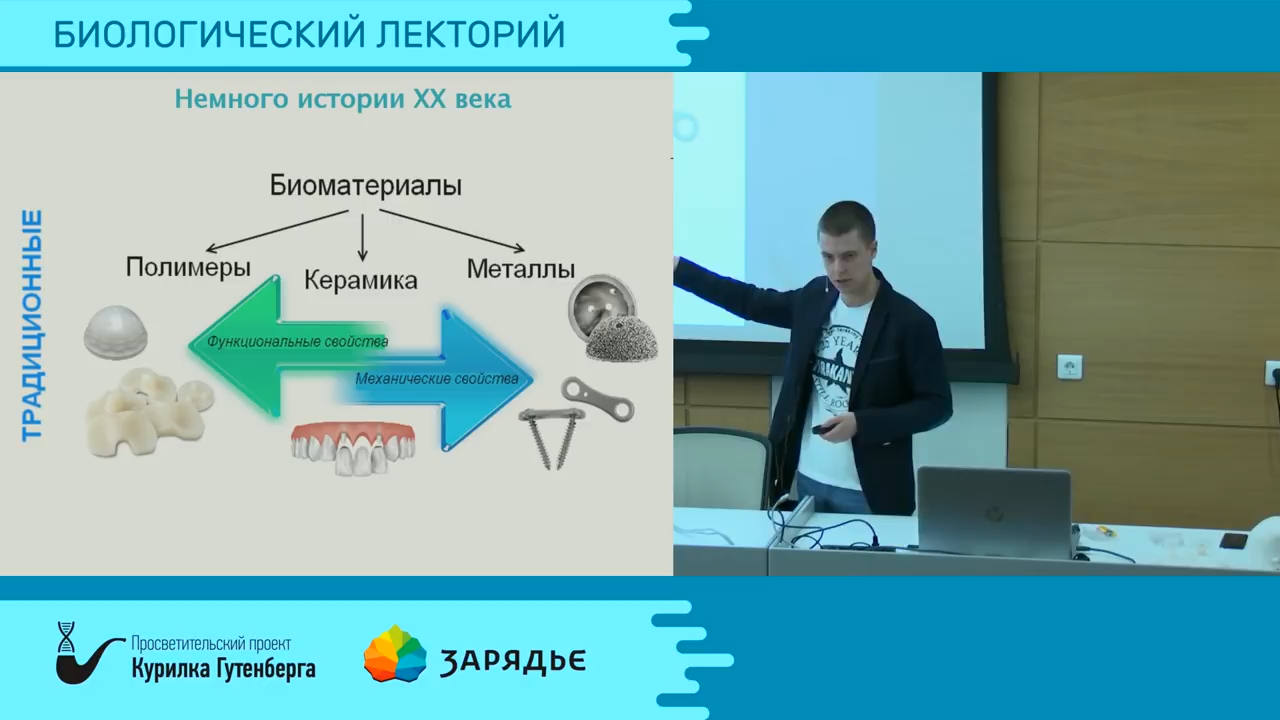 БИОЛОГИЧЕСКИЙ ЛЕКТОРИЙ
Немного истории XX века
Биоматериалы
ТРАДИЦИОННЫЕ
Полимеры
Керамика
Металлы
Функциональные свойства
Механические свойства
YEAR
Просветительский проект
Курилка Гутенберга
ЗАРЯДЬЕ